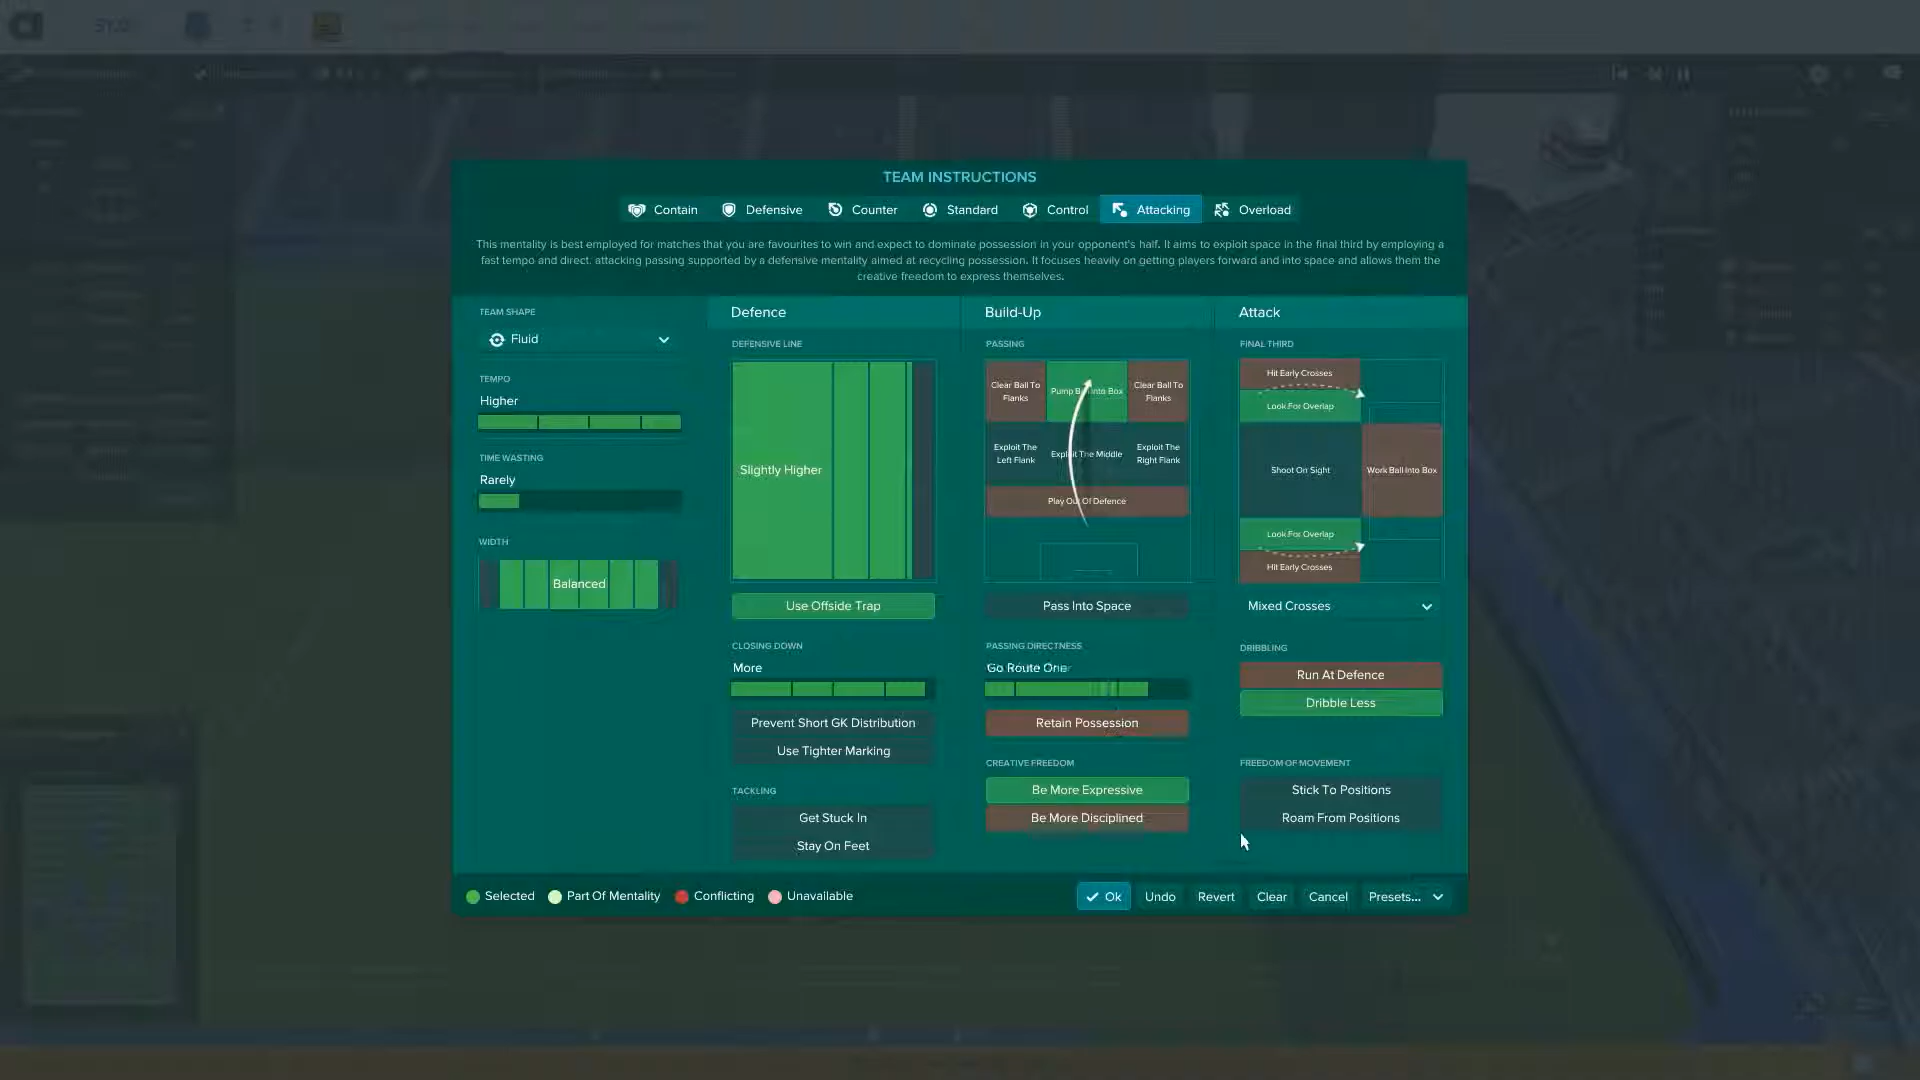 TEAM INSTRUCTIONS
Contain Defensive Counter Standard Control Attacking Overload
This mentality is best employed for matches that you are favourites to win and expect to dominate possession in your opponent's half. It aims to exploit space in the final third by employing a
fast tempo and direct. attacking passing supported by a defensive mentality aimed at recycling possession. It focuses heavily on getting players forward and into space and allows them the
creative freedom to express themselves.
TEAM SHAPE
Fluid
TEMPO
Higher
TIME WASTING
Rarely
WIDTH
Balanced
Defence
DEFENSIVE LINE
Slightly Higher
Use Offside Trap
CLOSING DOWN
More
Prevent Short GK Distribution
Use Tighter Marking
TACKLING
Get Stuck In
Stay On Feet
Build-Up
PASSING
Clear Ball To
Flanks
Pump Ball Into Box
Clear Ball To
Flanks
Exploit The
Left Flank
Exploit The Middle
Exploit The
Right Flank
Play Out Of Defence
Pass Into Space
PASSING DIRECTNESS
Go Route One
Retain Possession
CREATIVE FREEDOM
Be More Expressive
Be More Disciplined
Attack
FINAL THIRD
Hit Early Crosses
Look For Overlap
Shoot On Sight
Work Ball Into Box
Look For Overlap
Hit Early Crosses
Mixed Crosses
DRIBBLING
Run At Defence
Dribble Less
FREEDOM OF MOVEMENT
Stick To Positions
Roam From Positions
Selected Part Of Mentality Conflicting Unavailable
Ok Undo Revert Clear Cancel Presets...